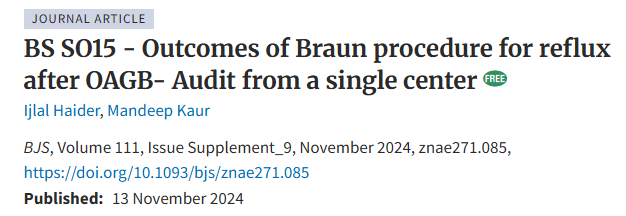 JOURNAL ARTICLE
BS SO15 - Outcomes of Braun procedure for reflux
after OAGB- Audit from a single center FREE
Ijlal Haider, Mandeep Kaur
BJS, Volume 111, Issue Supplement_9, November 2024, znae271.085,
https://doi.org/10.1093/bjs/znae271.085
Published: 13 November 2024